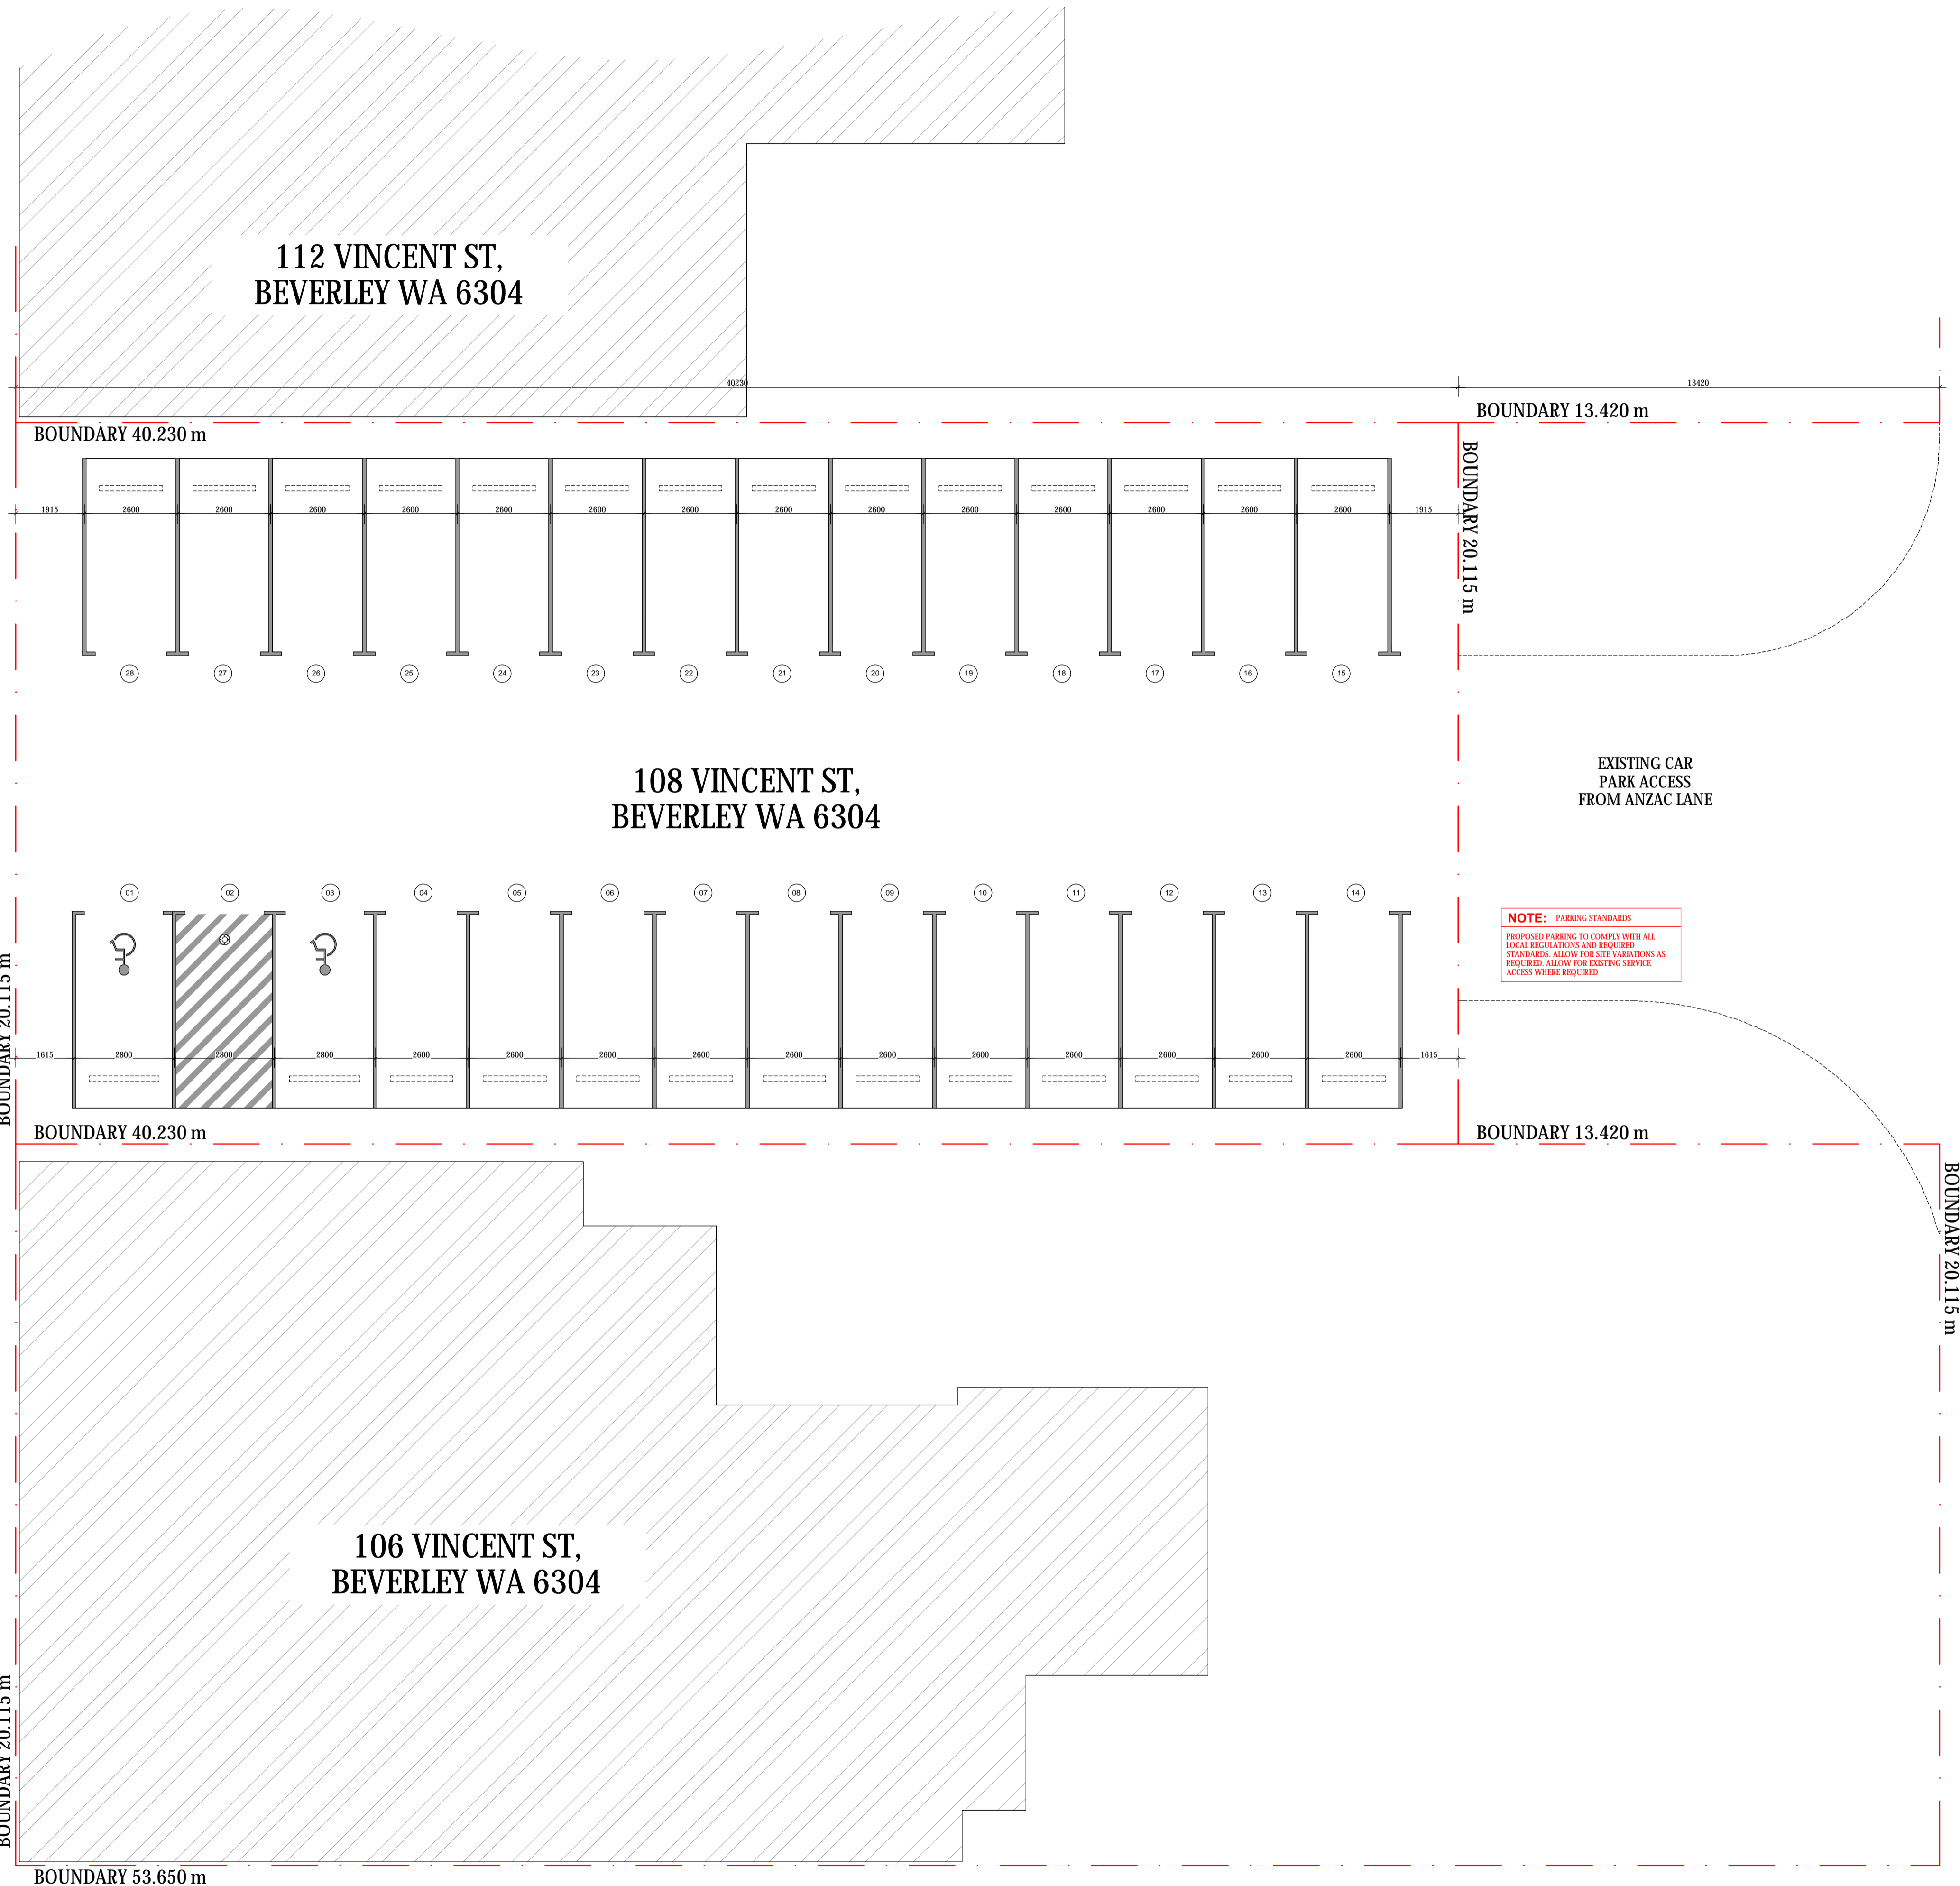 112 VINCENT ST,
BEVERLEY WA 6304
40230
13420
BOUNDARY 13.420 m
BOUNDARY 40.230 m
BOUNDARY 20.115 m
1915
2600
2600
2600
2600
2600
2600
2600
2600
2600
2600
2600
2600
2600
2600
1915
28
27
26
25
24
23
22
21
20
19
18
17
16
15
108 VINCENT ST,
BEVERLEY WA 6304
EXISTING CAR
PARK ACCESS
FROM ANZAC LANE
01
02
03
04
05
06
07
08
09
10
11
12
13
14
NOTE: PARKING STANDARDS
PROPOSED PARKING TO COMPLY WITH ALL
LOCAL REGULATIONS AND REQUIRED
STANDARDS. ALLOW FOR SITE VARIATIONS AS
REQUIRED. ALLOW FOR EXISTING SERVICE
ACCESS WHERE REQUIRED
BOUNDARY 20.115 m
1615
2800
2800
2800
2600
2600
2600
2600
2600
2600
2600
2600
2600
2600
2600
1615
BOUNDARY 40.230 m
BOUNDARY 13.420 m
BOUNDARY 20.115 m
106 VINCENT ST,
BEVERLEY WA 6304
BOUNDARY 20.115 m
BOUNDARY 53.650 m